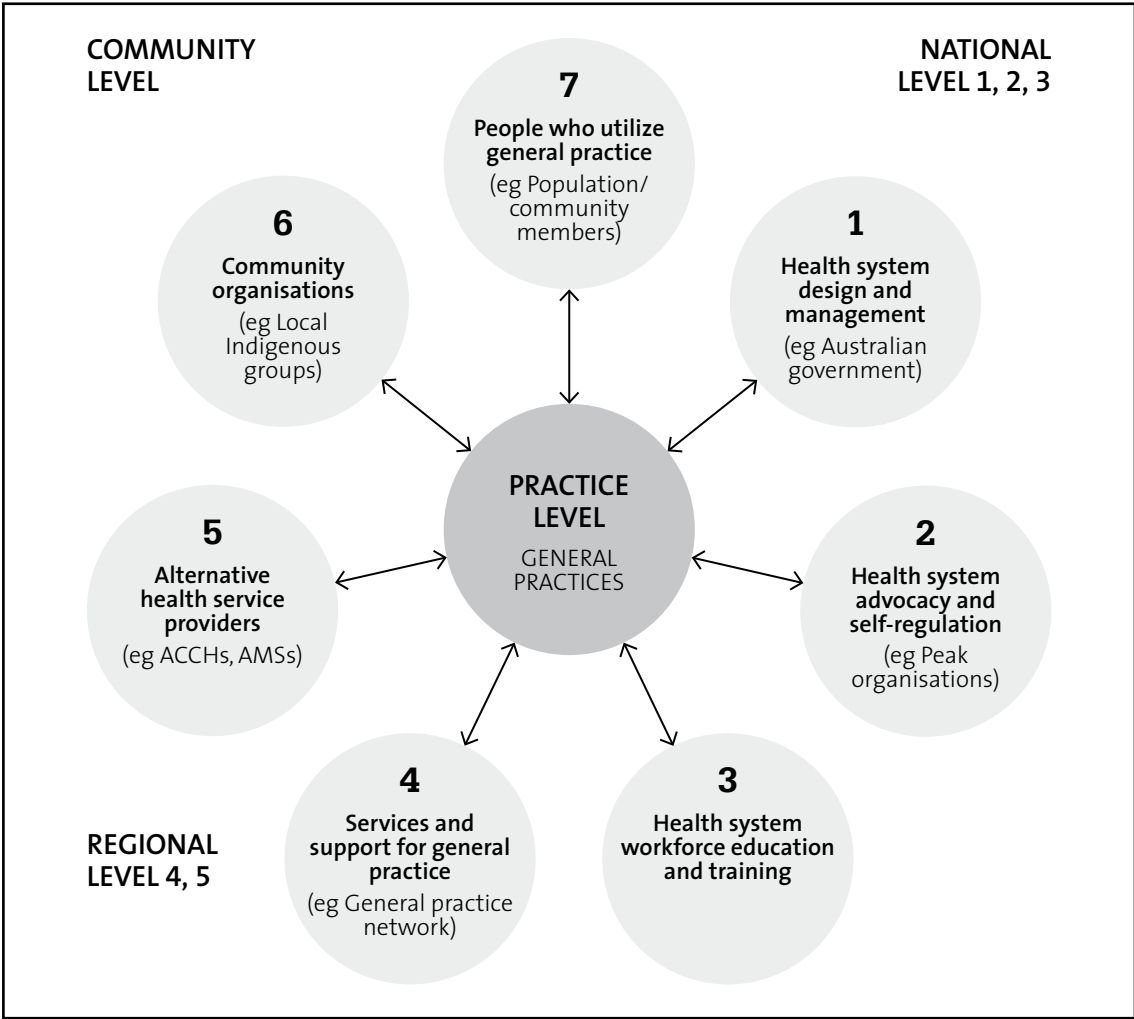 COMMUNITY
LEVEL
NATIONAL
LEVEL 1, 2, 3
7
People who utilize
general practice
(eg Population/
community
members)
6
Community
organisations
(eg Local
Indigenous
groups)
1
Health system
design and
management
(eg Australian
government)
PRACTICE
LEVEL
GENERAL
PRACTICES
5
Alternative
health service
providers
(eg ACCHs, AMSs)
2
Health system
advocacy and
self-regulation
(eg Peak
organisations)
4
Services and
support for general
practice
(eg General practice
network)
3
Health system
workforce education
and training
REGIONAL
LEVEL 4, 5